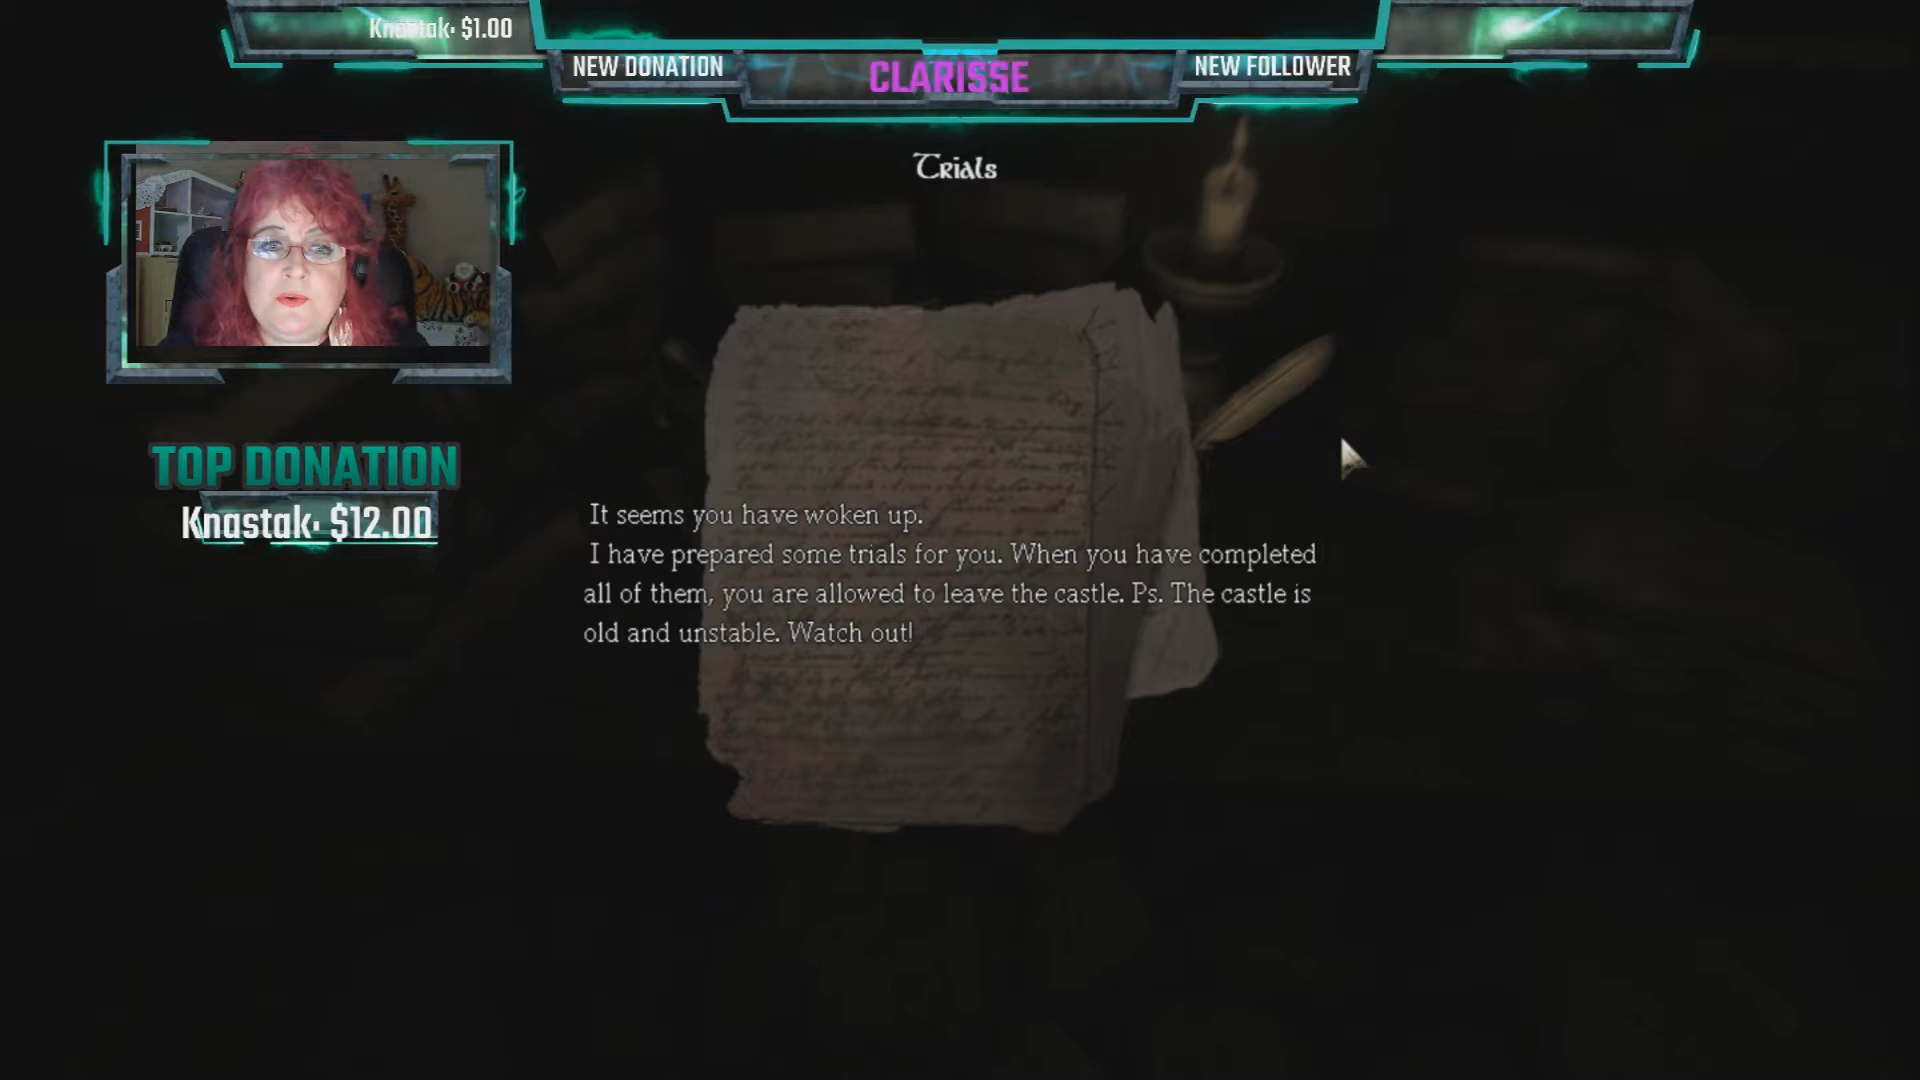 Knastak: $1.00
NEW DONATION
CLARISSE
NEW FOLLOWER
Trials
TOP DONATION
Knastak: $12.00
It seems you have woken up.
I have prepared some trials for you. When you have completed
all of them, you are allowed to leave the castle. Ps. The castle is
old and unstable. Watch out!